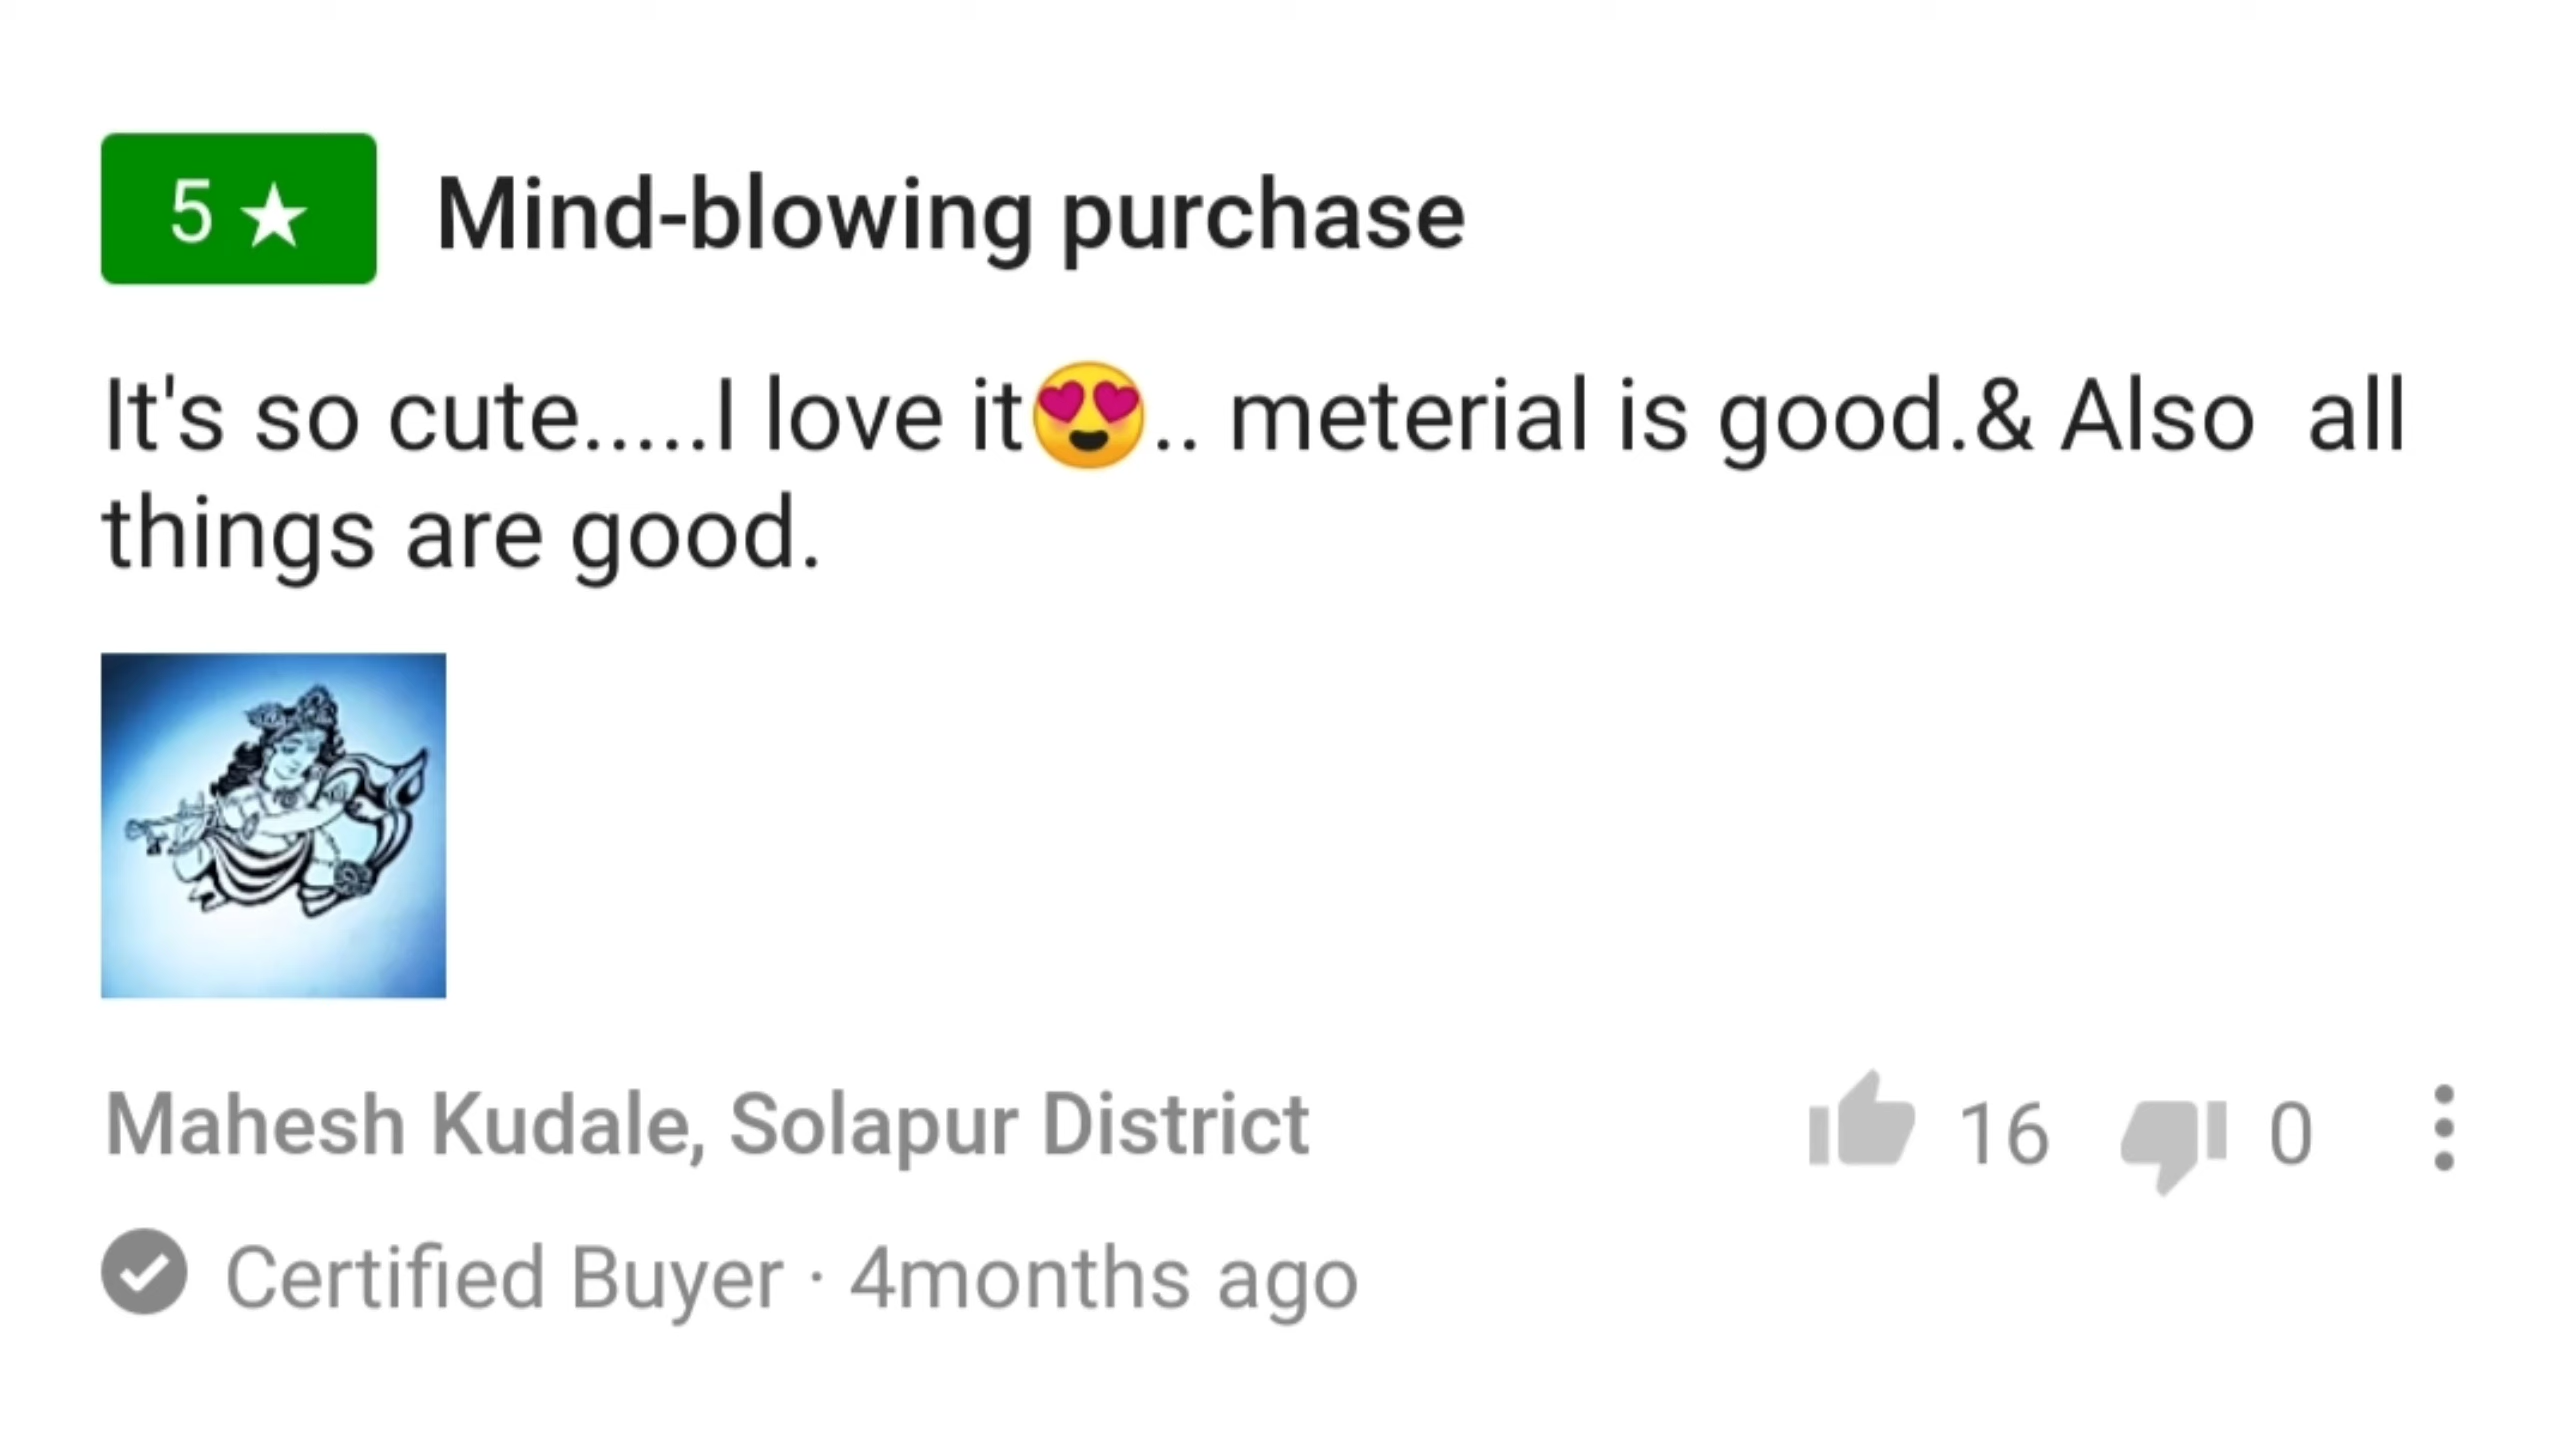 5 ★ Mind-blowing purchase
It's so cute.....I love it😍.. meterial is good.& Also  all
things are good.
Mahesh Kudale, Solapur District 16 0
Certified Buyer · 4months ago